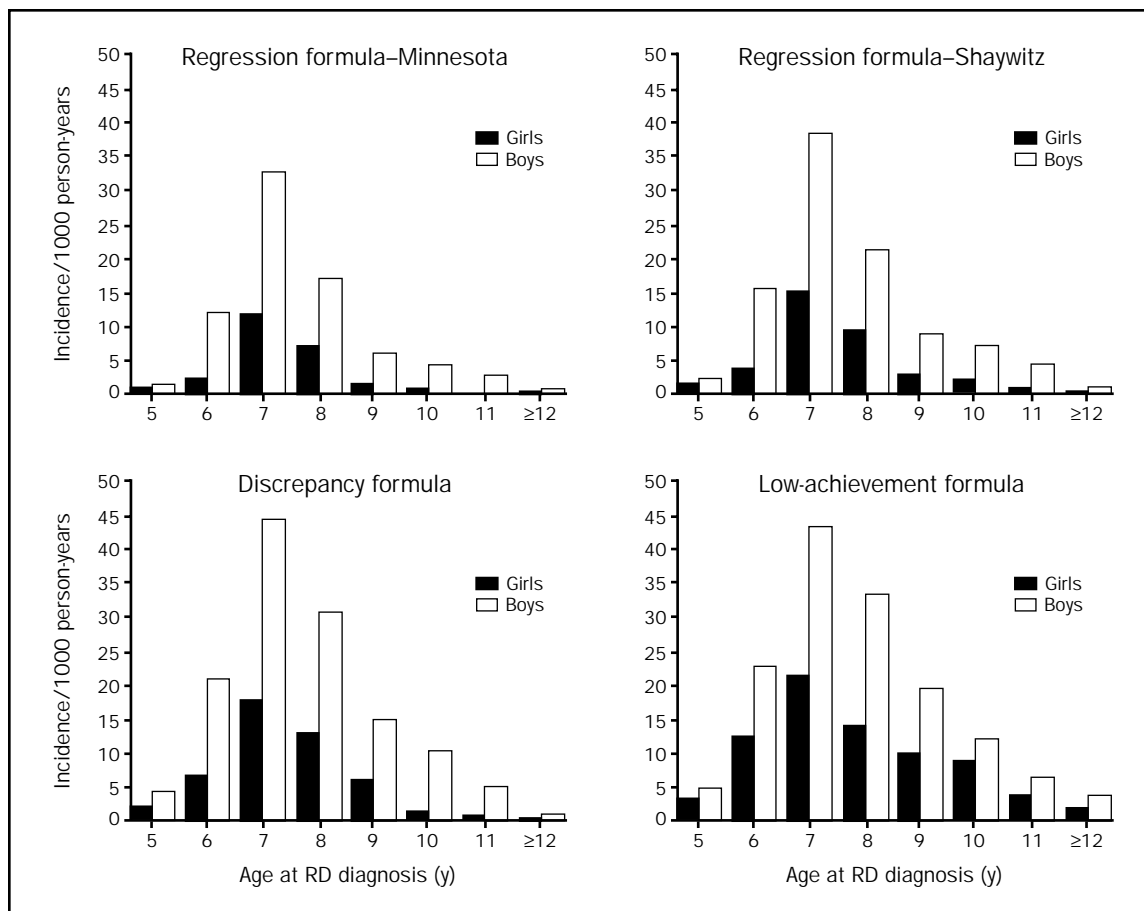 Regression formula–Minnesota
Incidence/1000 person-years
50
45
40
35
30
25
20
15
10
5
0
Girls
Boys
5 6 7 8 9 10 11 ≥12
Regression formula–Shaywitz
50
45
40
35
30
25
20
15
10
5
0
Girls
Boys
5 6 7 8 9 10 11 ≥12
Discrepancy formula
Incidence/1000 person-years
50
45
40
35
30
25
20
15
10
5
0
Girls
Boys
5 6 7 8 9 10 11 ≥12
Age at RD diagnosis (y)
Low-achievement formula
50
45
40
35
30
25
20
15
10
5
0
Girls
Boys
5 6 7 8 9 10 11 ≥12
Age at RD diagnosis (y)